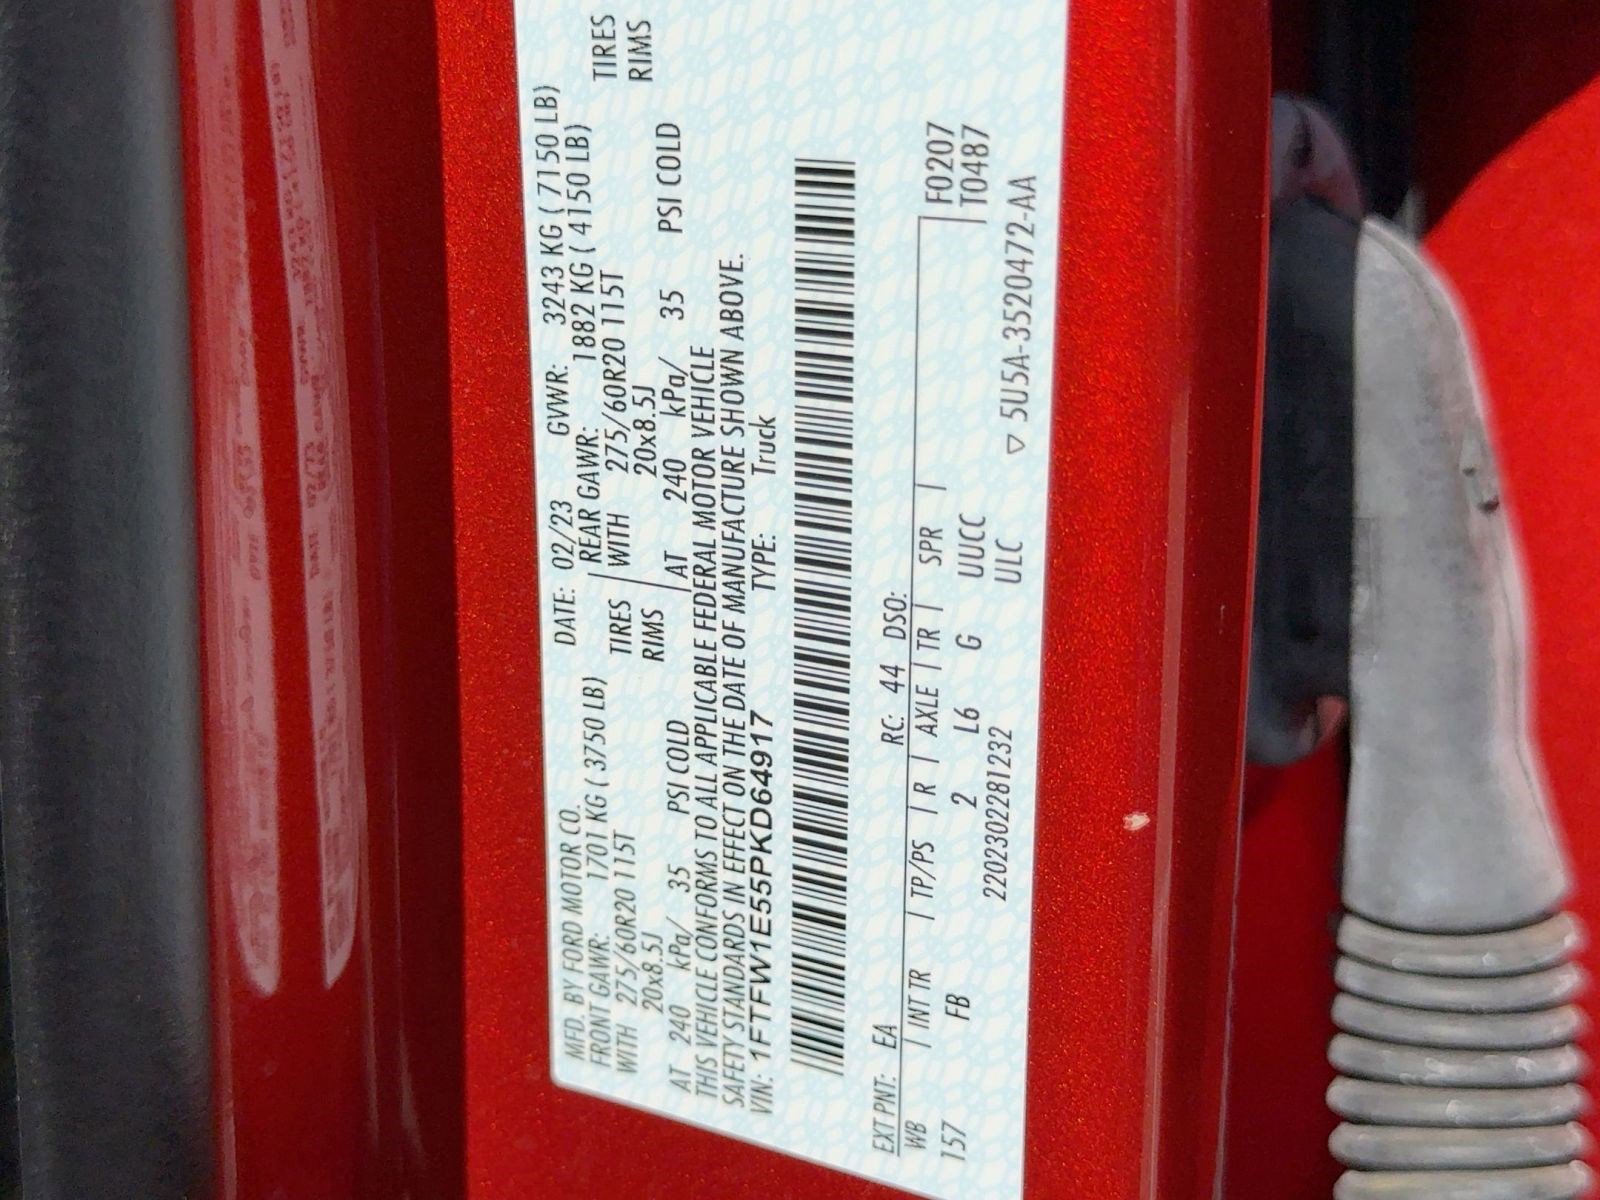 MFD. BY FORD MOTOR CO.
DATE: 02/23 GVWR: 3243 KG ( 7150 LB)
FRONT GAWR: 1701 KG ( 3750 LB)
REAR GAWR: 1882 KG ( 4150 LB)
WITH 275/60R20 115T TIRES
WITH 275/60R20 115T TIRES
20x8.5J RIMS
20x8.5J RIMS
AT 240 kPa/ 35 PSI COLD
AT 240 kPa/ 35 PSI COLD
THIS VEHICLE CONFORMS TO ALL APPLICABLE FEDERAL MOTOR VEHICLE
SAFETY STANDARDS IN EFFECT ON THE DATE OF MANUFACTURE SHOWN ABOVE.
VIN: 1FTFW1E55PKD64917 TYPE: Truck
EXT PNT: EA RC: 44 DSO: F0207
WB | INT TR | TP/PS | R | AXLE | TR | SPR | T0487
157 FB 2 L6 G UUCC
220230228I232 ULC ▽ 5U5A-3520472-AA